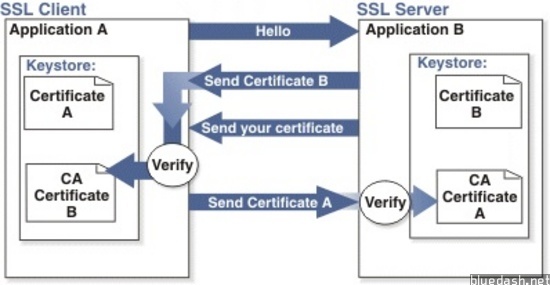 SSL Client
SSL Server
Application A
Hello
Application B
Keystore:
Send Certificate B
Keystore:
Certificate
A
Certificate
B
Send your certificate
Verify
CA
Certificate
B
Send Certificate A
Verify
CA
Certificate
A
bluedash.net